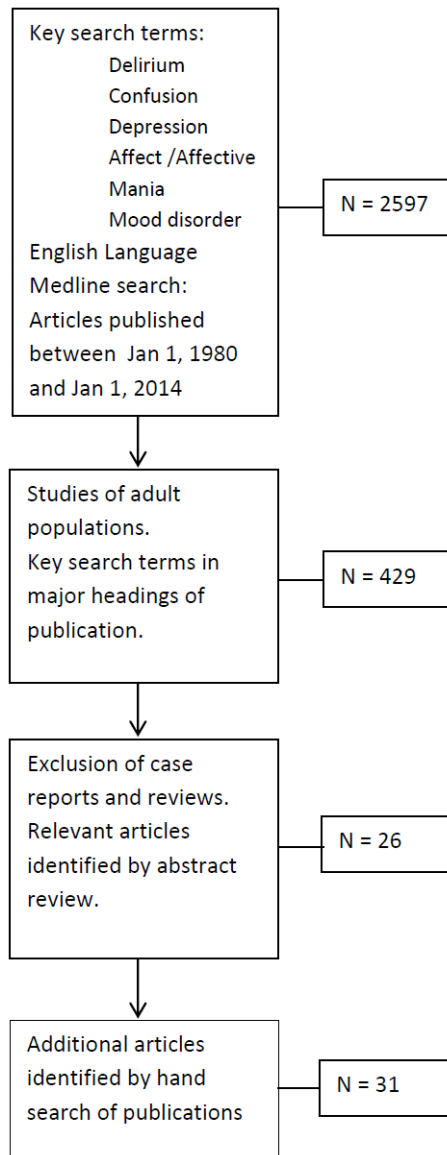 Key search terms:
Delirium
Confusion
Depression
Affect /Affective
Mania
Mood disorder
English Language
Medline search:
Articles published
between Jan 1, 1980
and Jan 1, 2014
N = 2597
Studies of adult
populations.
Key search terms in
major headings of
publication.
N = 429
Exclusion of case
reports and reviews.
Relevant articles
identified by abstract
review.
N = 26
Additional articles
identified by hand
search of publications
N = 31